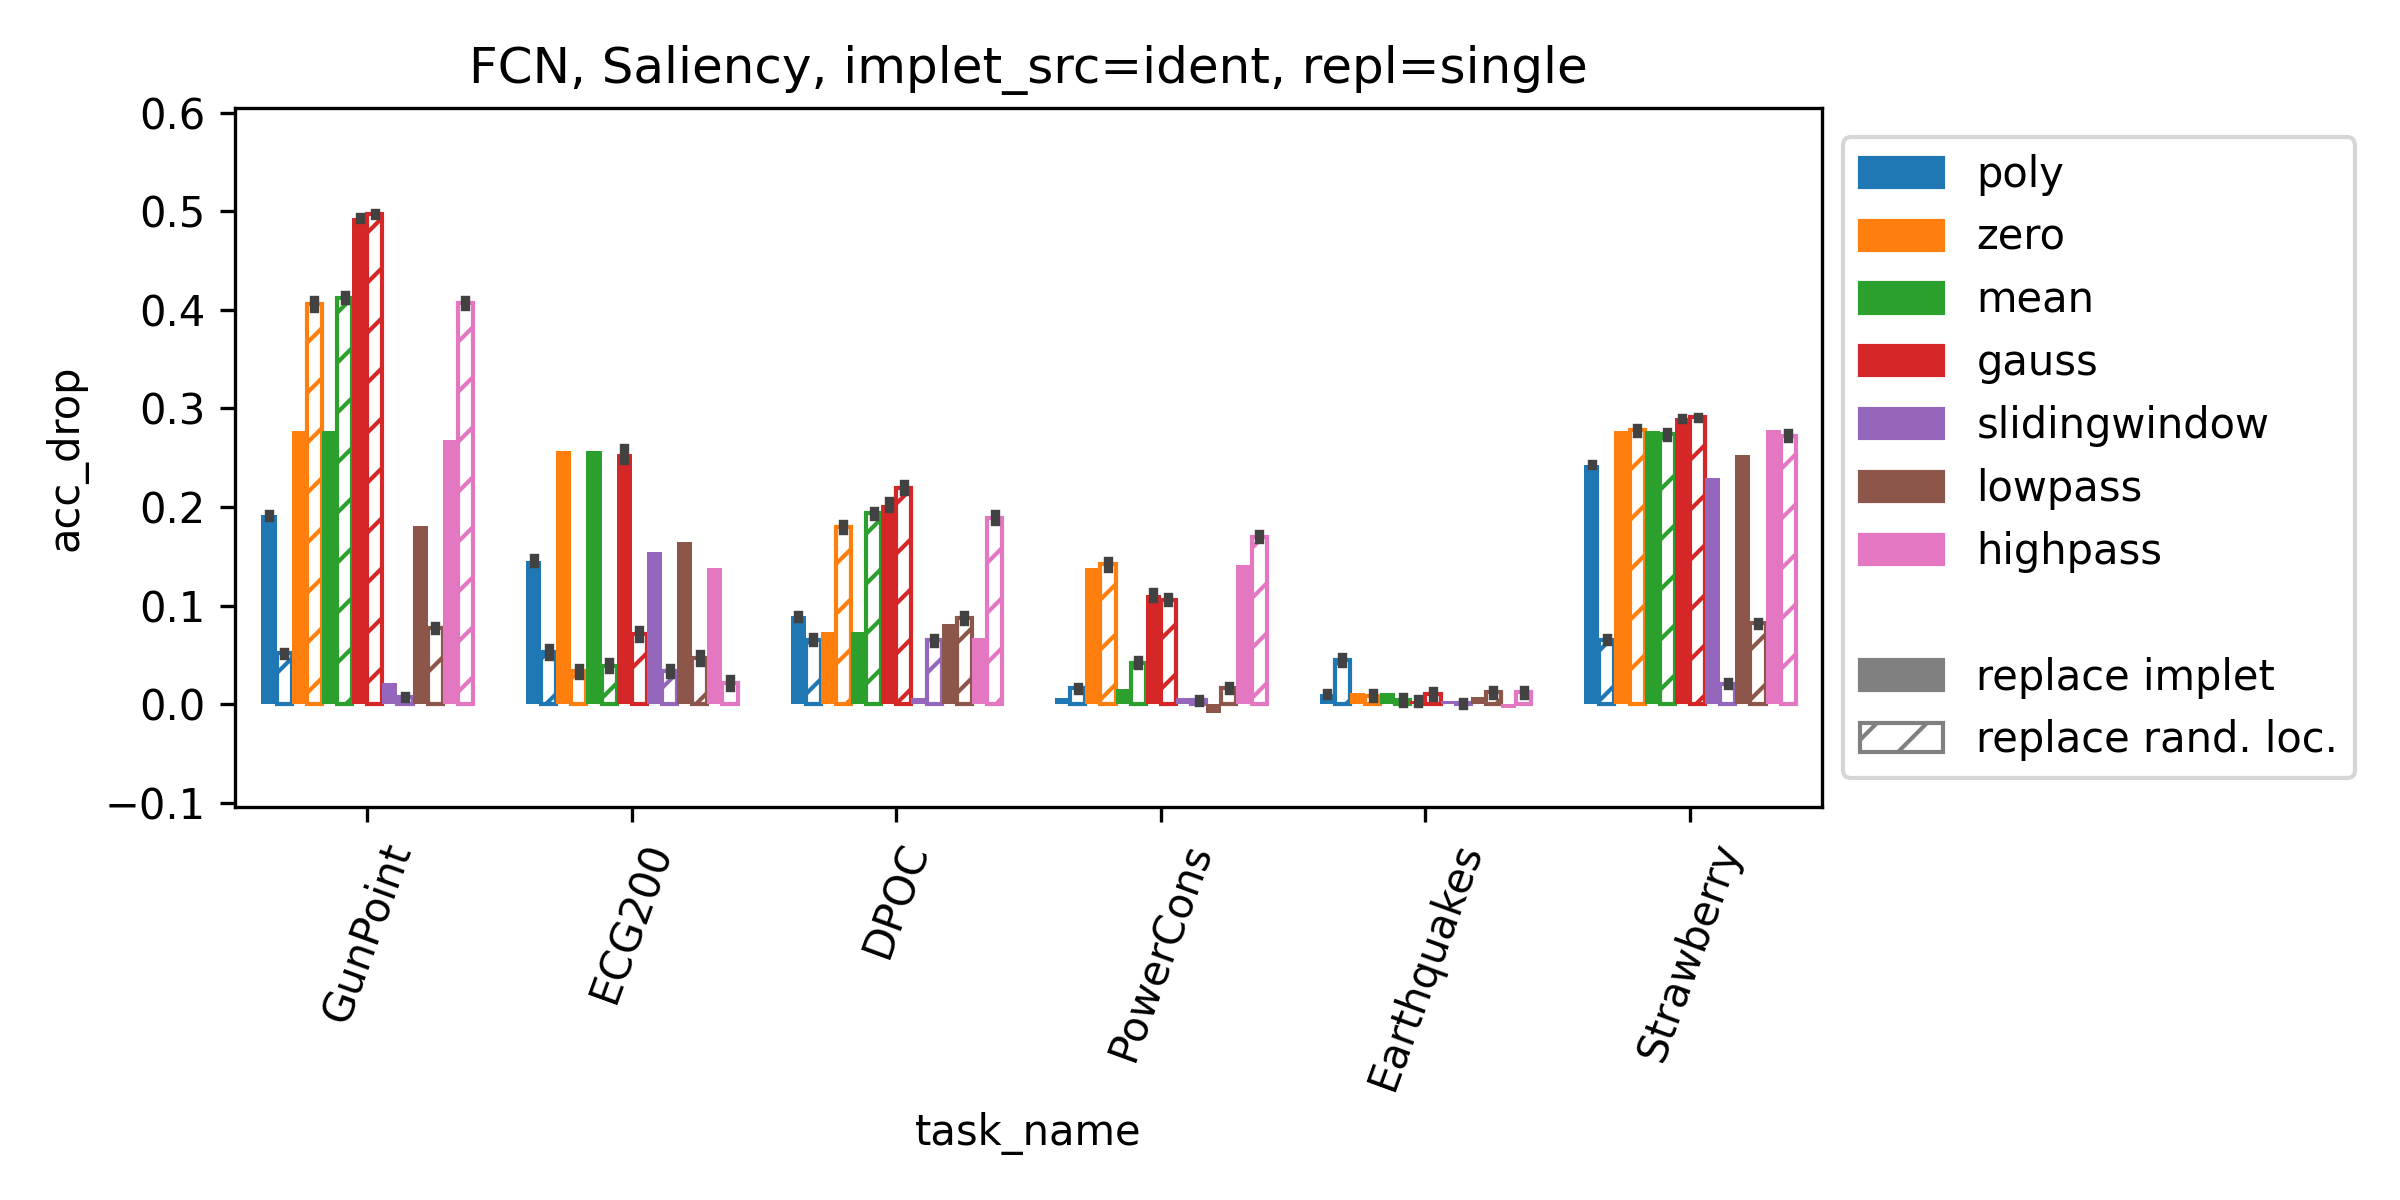 FCN, Saliency, implet_src=ident, repl=single
acc_drop
0.6
0.5
0.4
0.3
0.2
0.1
0.0
−0.1
GunPoint
ECG200
DPOC
PowerCons
Earthquakes
Strawberry
task_name
poly
zero
mean
gauss
slidingwindow
lowpass
highpass
replace implet
replace rand. loc.